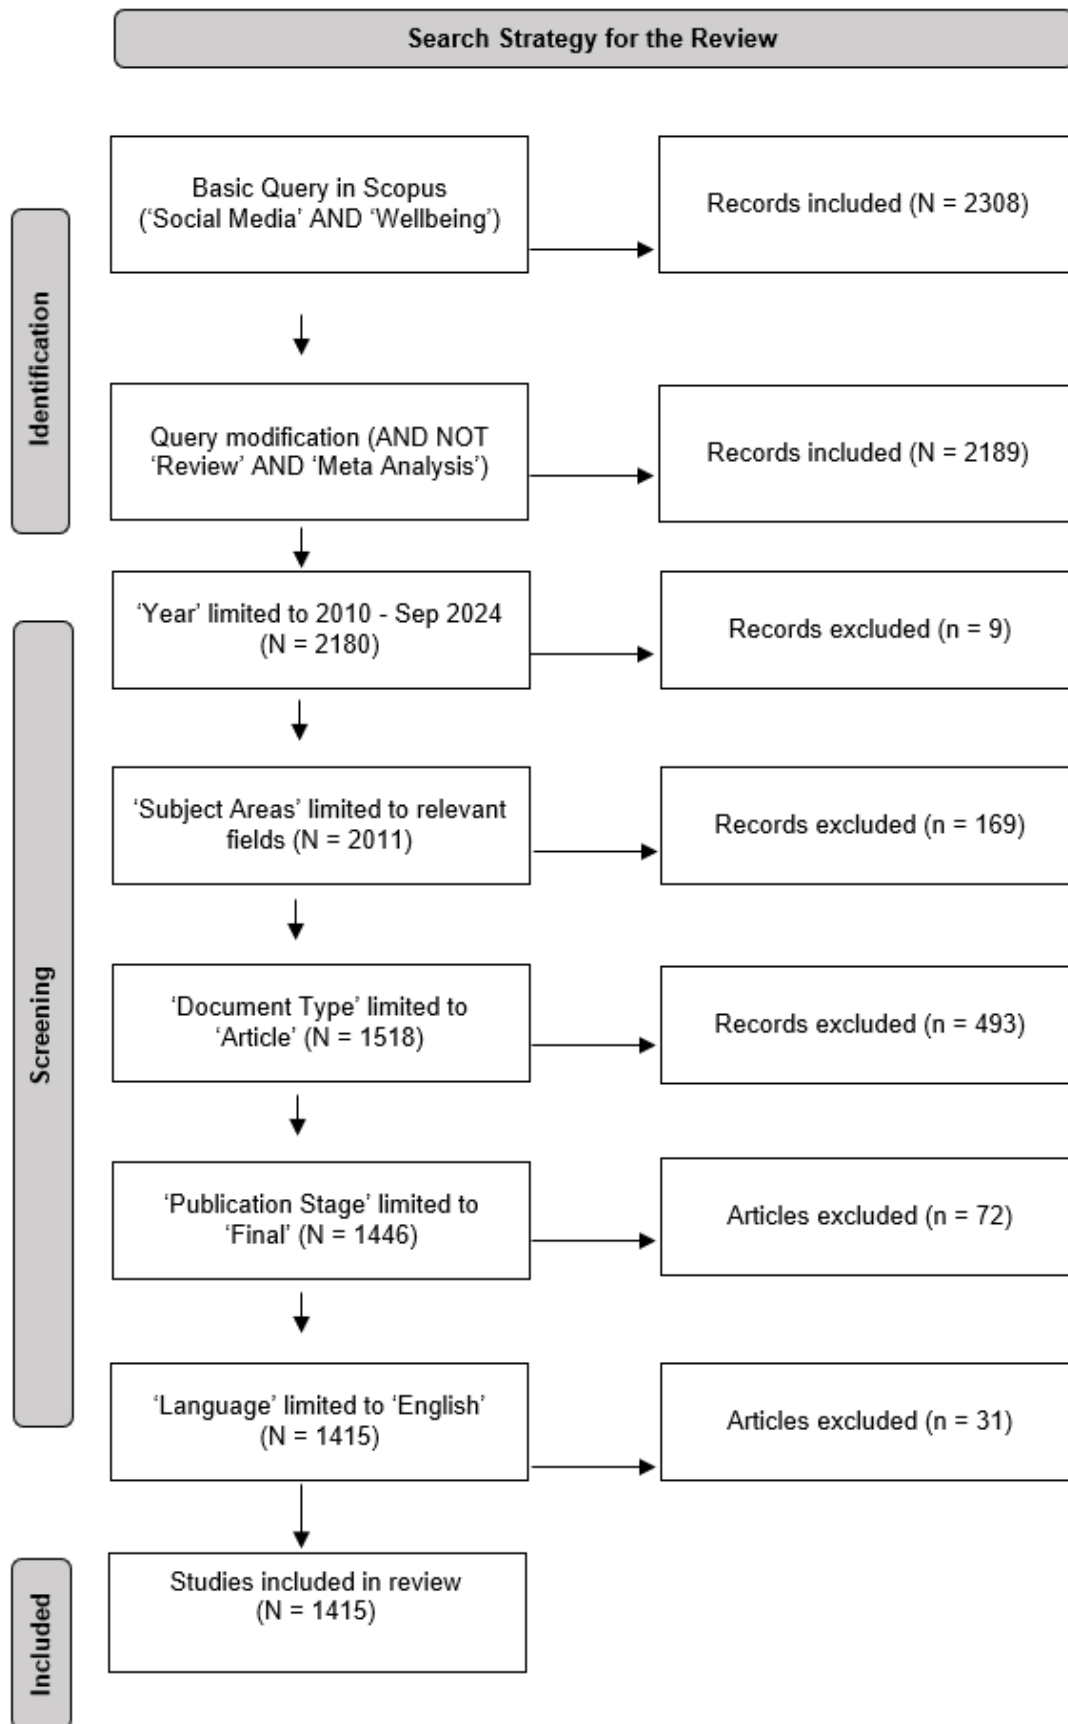 Search Strategy for the Review
Identification
Basic Query in Scopus
(‘Social Media’ AND ‘Wellbeing’)
Records included (N = 2308)
Query modification (AND NOT
‘Review’ AND ‘Meta Analysis’)
Records included (N = 2189)
Screening
‘Year’ limited to 2010 - Sep 2024
(N = 2180)
Records excluded (n = 9)
‘Subject Areas’ limited to relevant
fields (N = 2011)
Records excluded (n = 169)
‘Document Type’ limited to
‘Article’ (N = 1518)
Records excluded (n = 493)
‘Publication Stage’ limited to
‘Final’ (N = 1446)
Articles excluded (n = 72)
‘Language’ limited to ‘English’
(N = 1415)
Articles excluded (n = 31)
Included
Studies included in review
(N = 1415)